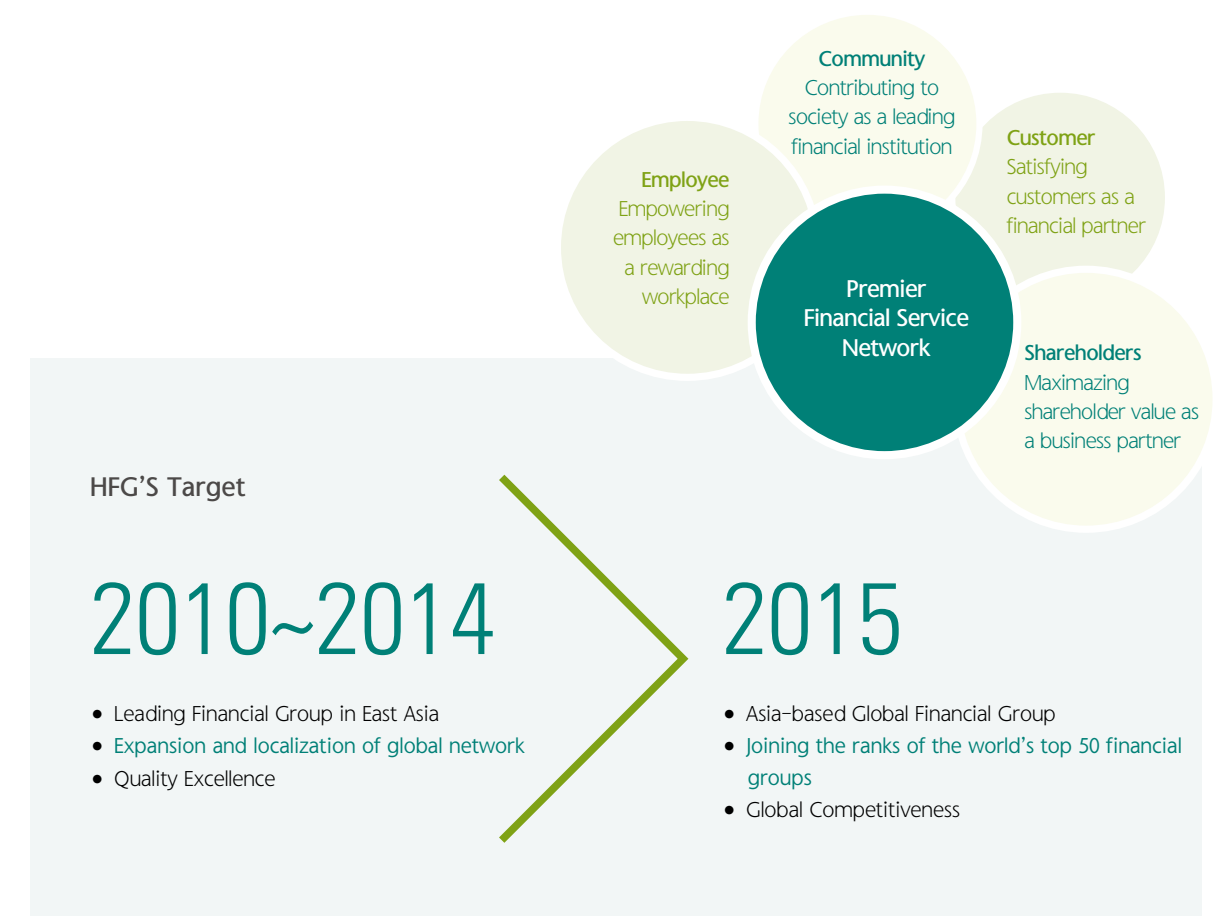 Community
Contributing to
society as a leading
financial institution
Customer
Satisfying
customers as a
financial partner
Employee
Empowering
employees as
a rewarding
workplace
Premier
Financial Service
Network
Shareholders
Maximazing
shareholder value as
a business partner
HFG’S Target
2010~2014
• Leading Financial Group in East Asia
• Expansion and localization of global network
• Quality Excellence
2015
• Asia-based Global Financial Group
• Joining the ranks of the world’s top 50 financial
groups
• Global Competitiveness